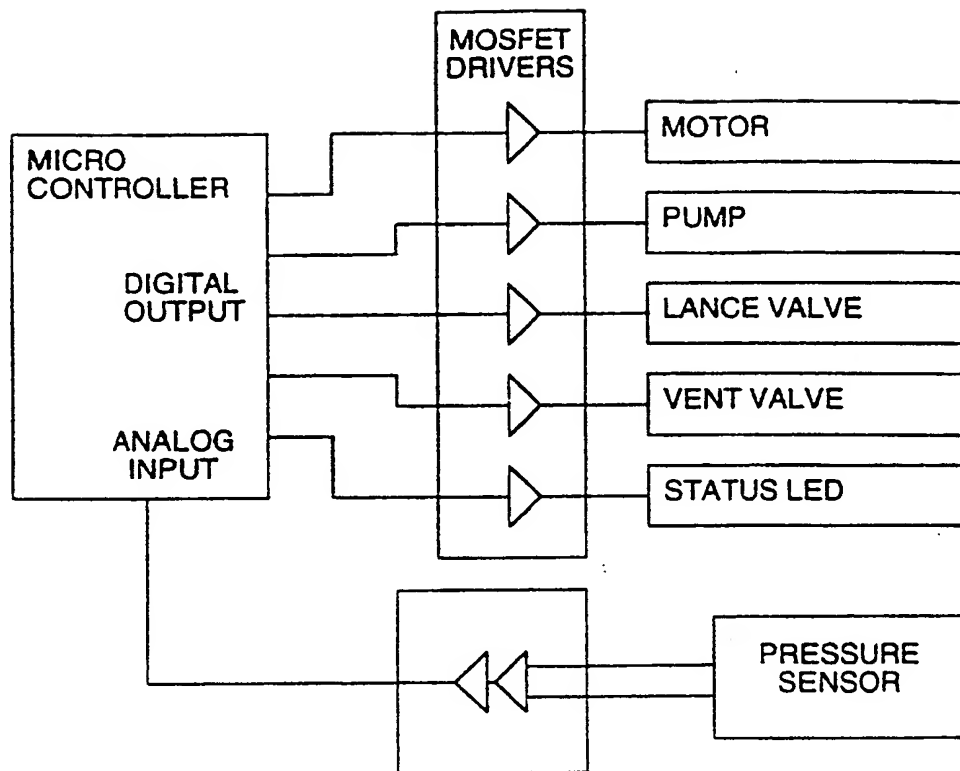 MOSFET
DRIVERS
MOTOR
MICRO
CONTROLLER
PUMP
DIGITAL
OUTPUT
LANCE VALVE
VENT VALVE
ANALOG
INPUT
STATUS LED
PRESSURE
SENSOR